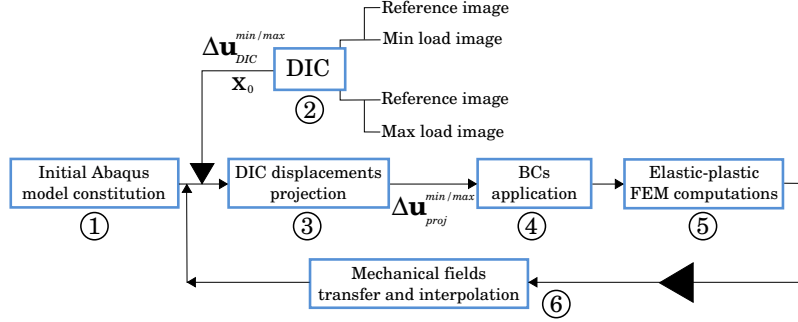 Reference image
Min load image
Δu_DIC^min/max
DIC
x₀
②
Reference image
Max load image
Initial Abaqus
model constitution
①
DIC displacements
projection
③
Δu_proj^min/max
BCs
application
④
Elastic-plastic
FEM computations
⑤
Mechanical fields
transfer and interpolation
⑥